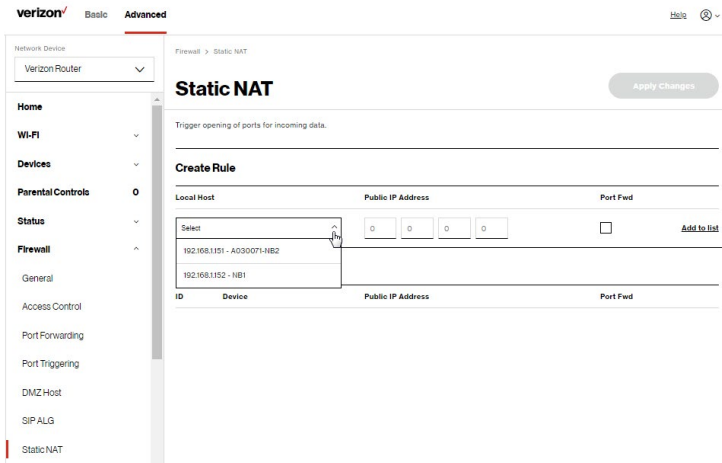 verizon Basic Advanced Help
Network Device
Verizon Router
Home
Wi-Fi
Devices
Parental Controls 0
Status
Firewall
General
Access Control
Port Forwarding
Port Triggering
DMZ Host
SIP ALG
Static NAT
Firewall > Static NAT
Static NAT Apply Changes
Trigger opening of ports for incoming data.
Create Rule
Local Host Public IP Address Port Fwd
Select 0 0 0 0 Add to list
192.168.1.151 - A030071-NB2
192.168.1.152 - NB1
ID Device Public IP Address Port Fwd